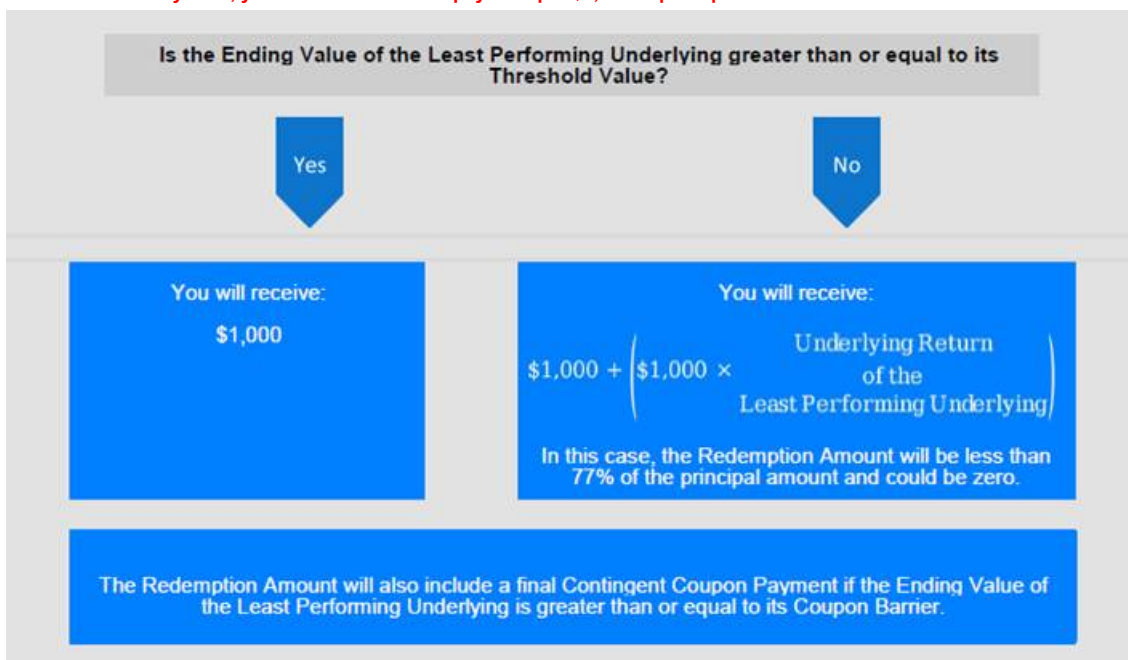 Is the Ending Value of the Least Performing Underlying greater than or equal to its
Threshold Value?
Yes
No
You will receive:
$1,000
You will receive:
$1,000 + ($1,000 × Underlying Return
of the
Least Performing Underlying)
In this case, the Redemption Amount will be less than
77% of the principal amount and could be zero.
The Redemption Amount will also include a final Contingent Coupon Payment if the Ending Value of
the Least Performing Underlying is greater than or equal to its Coupon Barrier.